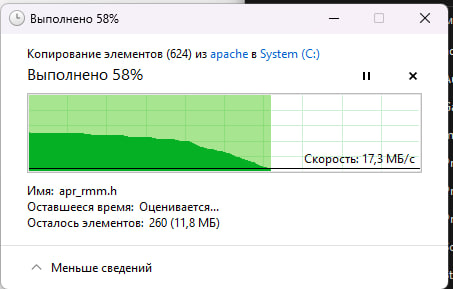 Выполнено 58%
Копирование элементов (624) из apache в System (C:)
Выполнено 58%
Скорость: 17,3 МБ/с
Имя: apr_rmm.h
Оставшееся время: Оценивается...
Осталось элементов: 260 (11,8 МБ)
Меньше сведений